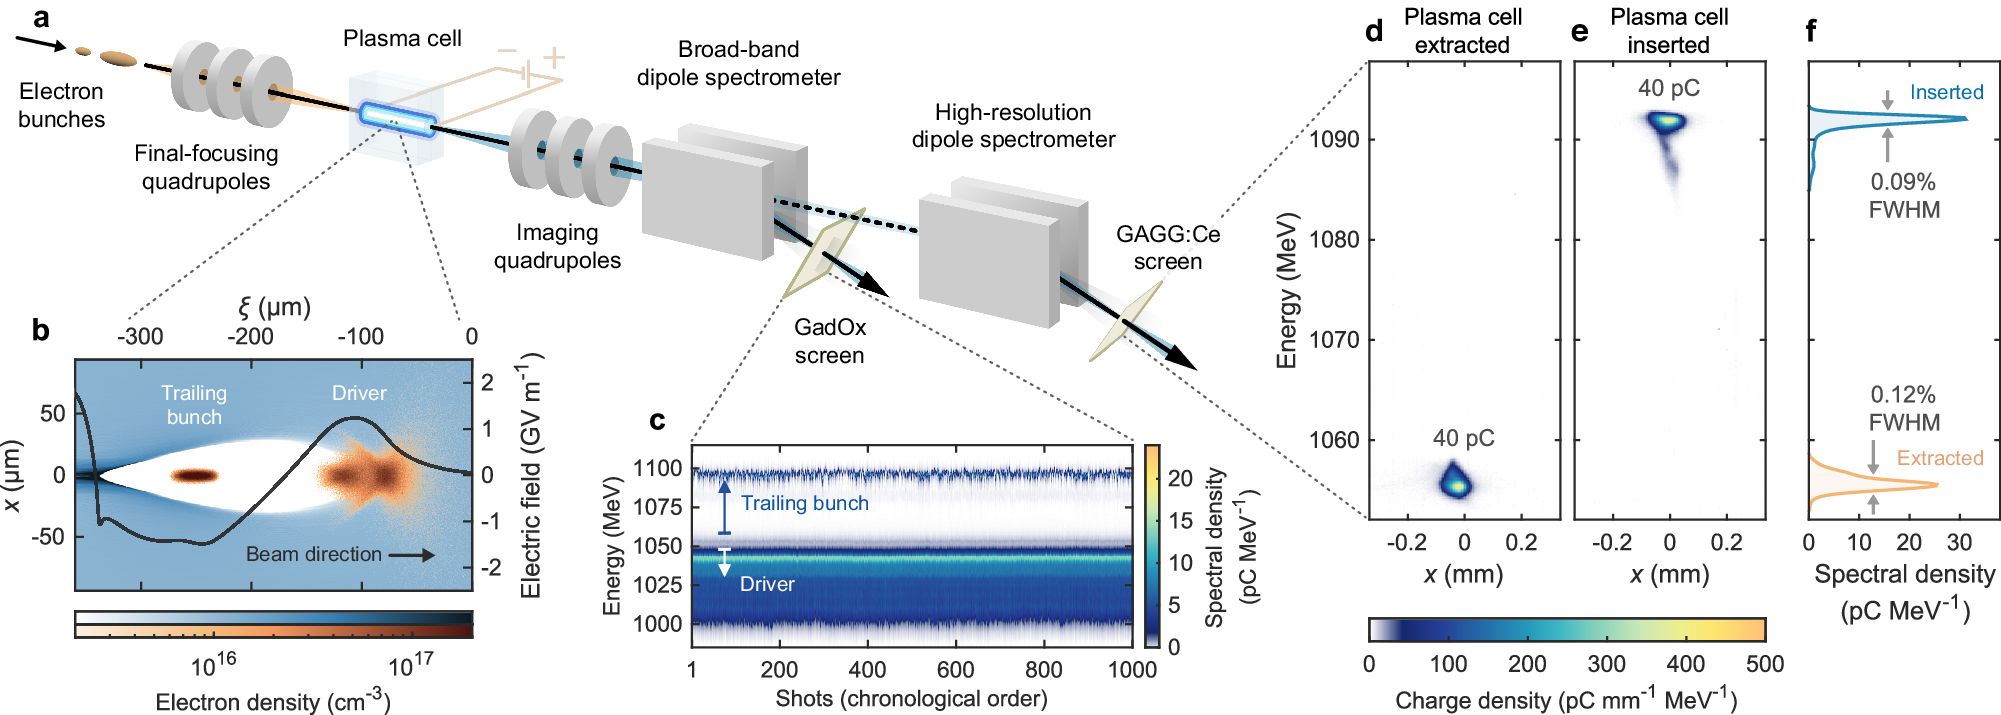 a
Electron
bunches
Final-focusing
quadrupoles
Plasma cell
−
+
Imaging
quadrupoles
Broad-band
dipole spectrometer
High-resolution
dipole spectrometer
GadOx
screen
GAGG:Ce
screen
b
ξ (μm)
-300
-200
-100
0
Trailing
bunch
Driver
Beam direction
x (μm)
50
0
-50
Electric field (GV m⁻¹)
2
1
0
-1
-2
10¹⁶
10¹⁷
Electron density (cm⁻³)
c
Energy (MeV)
1100
1075
1050
1025
1000
Trailing bunch
Driver
1
200
400
600
800
1000
Shots (chronological order)
Spectral density
(pC MeV⁻¹)
20
15
10
5
0
d
Plasma cell
extracted
Energy (MeV)
1090
1080
1070
1060
40 pC
-0.2
0
0.2
x (mm)
e
Plasma cell
inserted
40 pC
-0.2
0
0.2
x (mm)
0
100
200
300
400
500
Charge density (pC mm⁻¹ MeV⁻¹)
f
Inserted
0.09%
FWHM
0.12%
FWHM
Extracted
0
10
20
30
Spectral density
(pC MeV⁻¹)